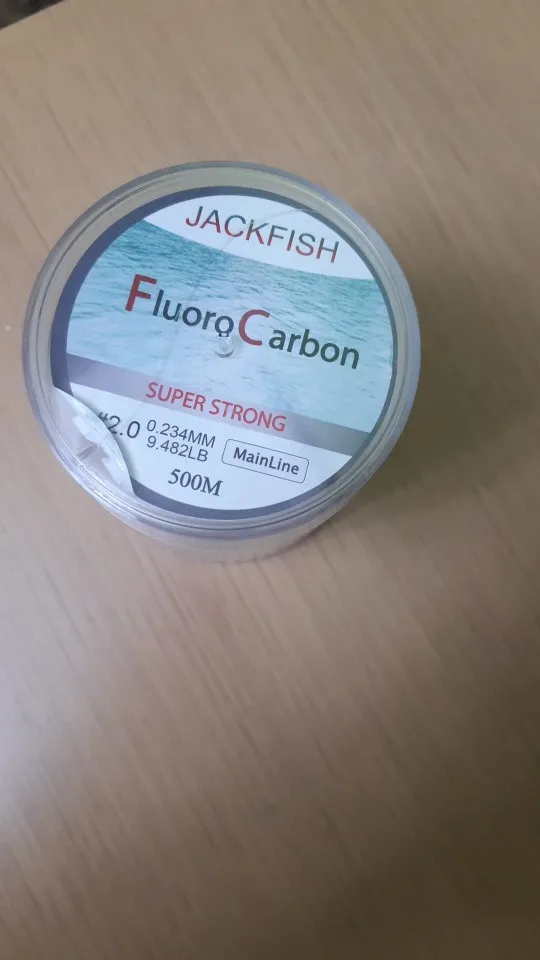 JACKFISH
FluoroCarbon
SUPER STRONG
#2.0 0.234MM
9.482LB
MainLine
500M